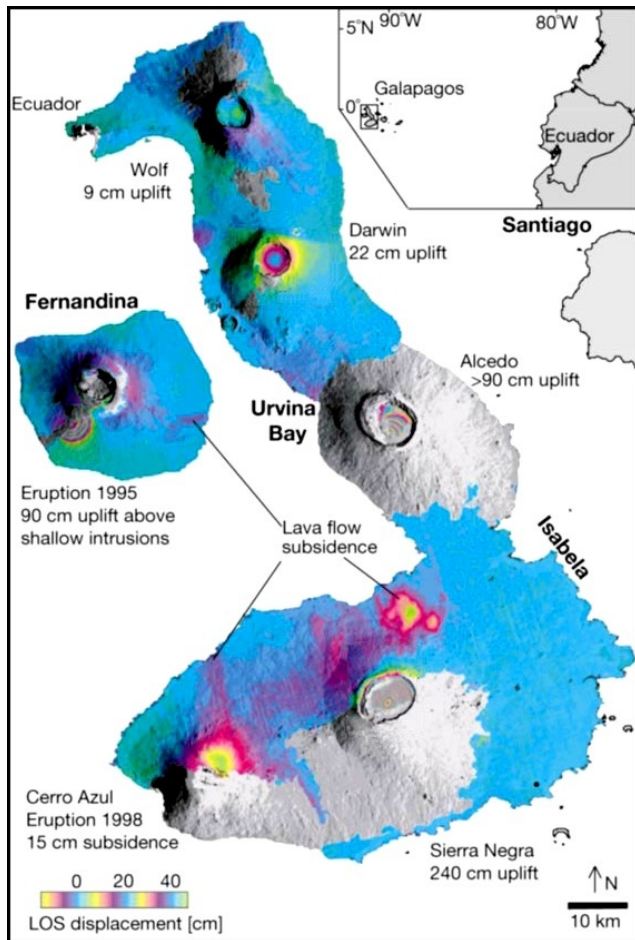 5°N
90°W
80°W
Galapagos
0°
Ecuador
Ecuador
Wolf
9 cm uplift
Santiago
Darwin
22 cm uplift
Fernandina
Alcedo
>90 cm uplift
Urvina
Bay
Eruption 1995
90 cm uplift above
shallow intrusions
Lava flow
subsidence
Isabela
Cerro Azul
Eruption 1998
15 cm subsidence
Sierra Negra
240 cm uplift
N
0 20 40
LOS displacement [cm]
10 km